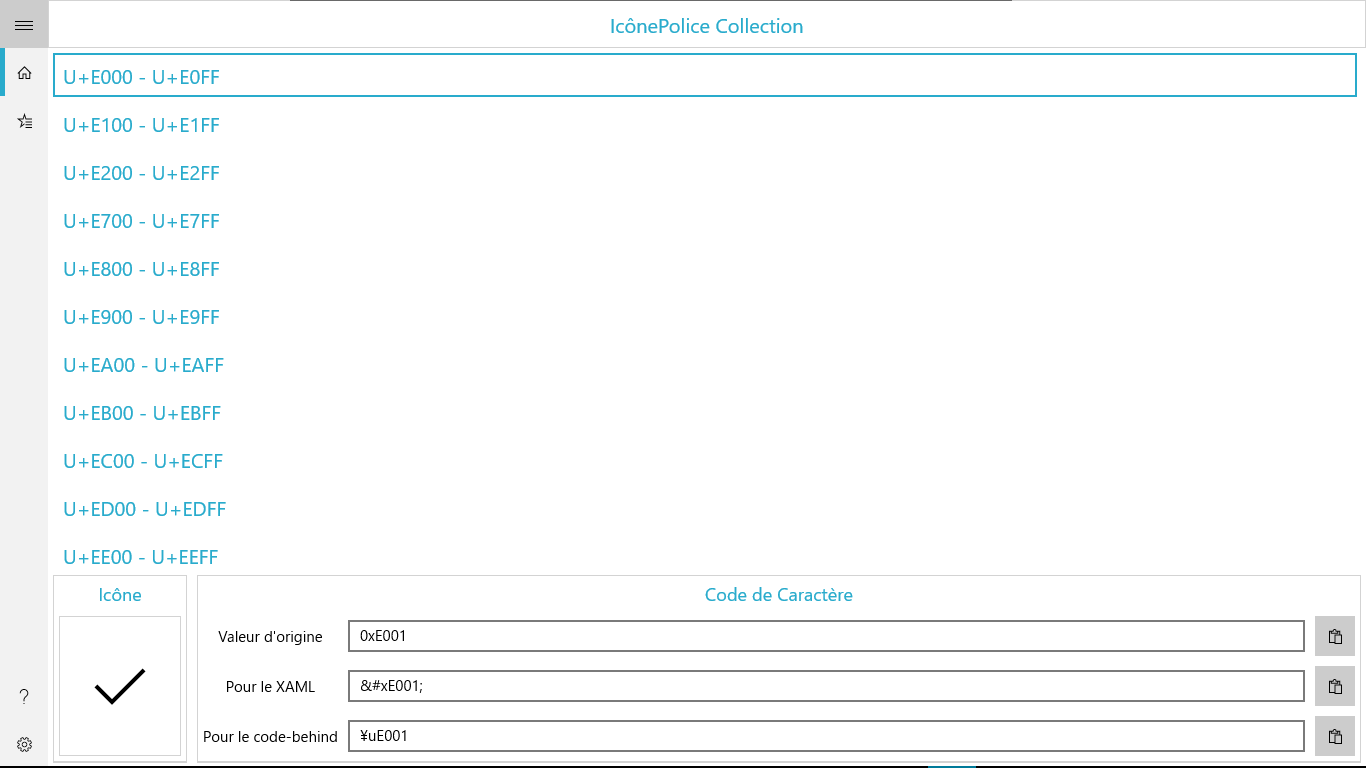 IcônePolice Collection
U+E000 - U+E0FF
U+E100 - U+E1FF
U+E200 - U+E2FF
U+E700 - U+E7FF
U+E800 - U+E8FF
U+E900 - U+E9FF
U+EA00 - U+EAFF
U+EB00 - U+EBFF
U+EC00 - U+ECFF
U+ED00 - U+EDFF
U+EE00 - U+EEFF
Icône
Code de Caractère
Valeur d'origine 0xE001
Pour le XAML &#xE001;
Pour le code-behind ¥uE001